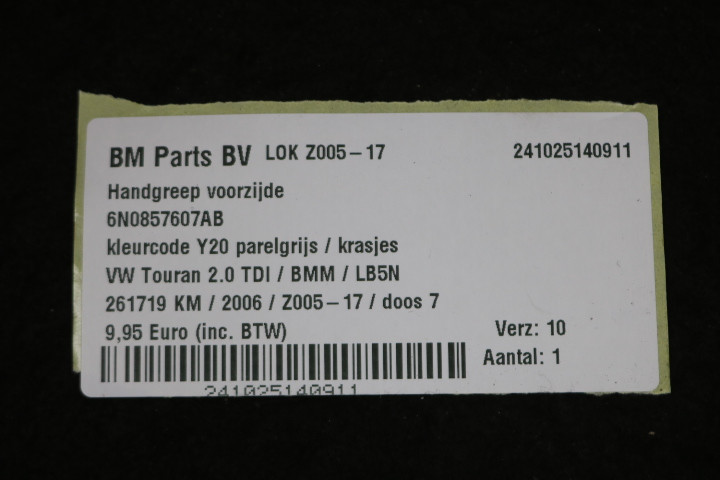 BM Parts BV LOK Z005-17 241025140911
Handgreep voorzijde
6N0857607AB
kleurcode Y20 parelgrijs / krasjes
VW Touran 2.0 TDI / BMM / LB5N
261719 KM / 2006 / Z005-17 / doos 7
9,95 Euro (inc. BTW) Verz: 10
Aantal: 1
241025140911